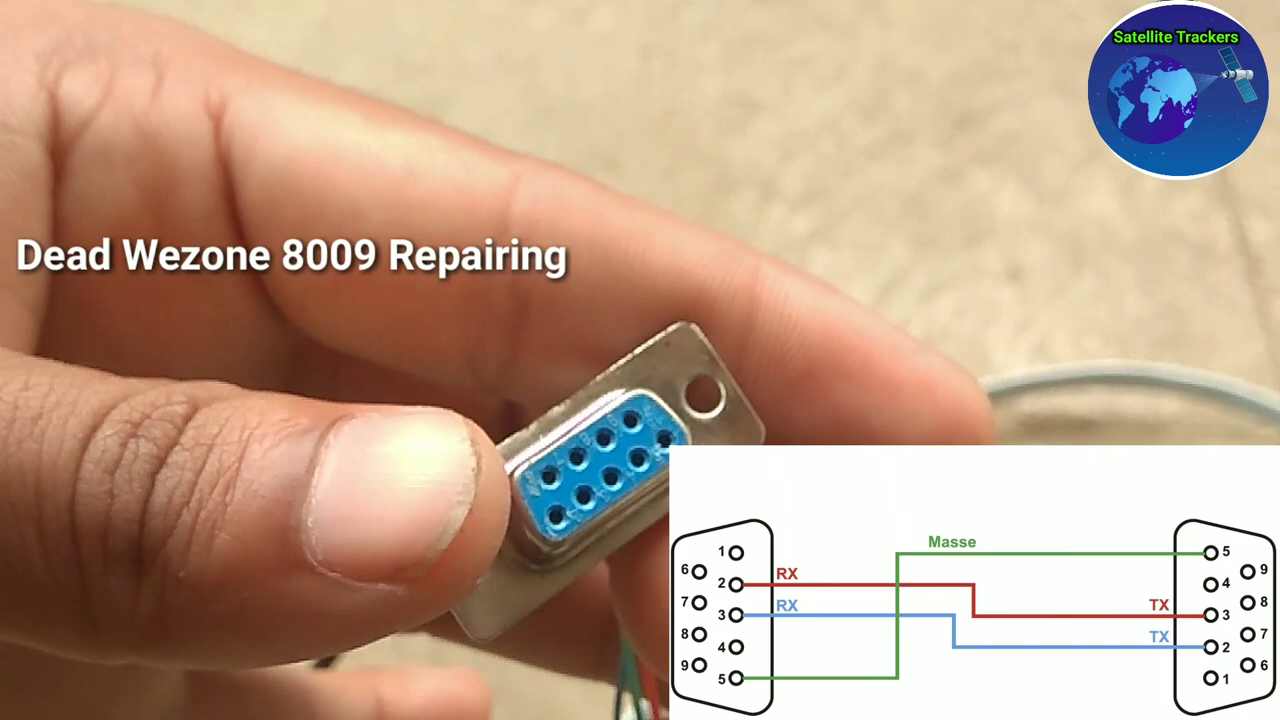 Satellite Trackers
Dead Wezone 8009 Repairing
Masse
RX
TX
RX
TX
1
2
3
4
5
6
7
8
9
5
4
3
2
1
9
8
7
6